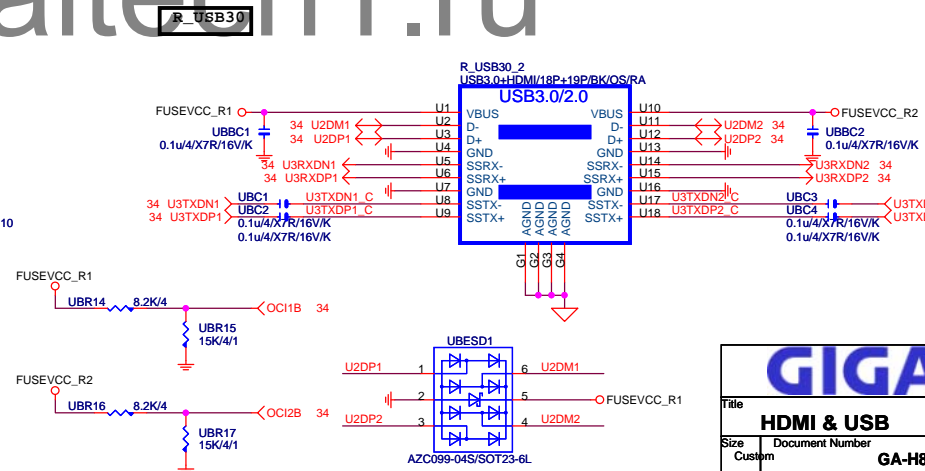 R_USB30
R_USB30_2
USB3.0+HDMI/18P+19P/BK/OS/RA
USB3.0/2.0
FUSEVCC_R1 U1 VBUS VBUS U10 FUSEVCC_R2
34 U2DM1 U2 D- D- U11 U2DM2 34
34 U2DP1 U3 D+ D+ U12 U2DP2 34
UBBC1 UBBC2
0.1u/4/X7R/16V/K 0.1u/4/X7R/16V/K
U4 GND GND U13
34 U3RXDN1 U5 SSRX- SSRX- U14 U3RXDN2 34
34 U3RXDP1 U6 SSRX+ SSRX+ U15 U3RXDP2 34
U7 GND GND U16
34 U3TXDN1 UBC1 U3TXDN1_C U8 SSTX- SSTX- U17 U3TXDN2_C UBC3
34 U3TXDP1 UBC2 U3TXDP1_C U9 SSTX+ SSTX+ U18 U3TXDP2_C UBC4
0.1u/4/X7R/16V/K 0.1u/4/X7R/16V/K
0.1u/4/X7R/16V/K 0.1u/4/X7R/16V/K
10
AGND AGND AGND AGND
G1 G2 G3 G4
FUSEVCC_R1
UBR14 8.2K/4 OCI1B 34
UBR15
15K/4/1
FUSEVCC_R2
UBR16 8.2K/4 OCI2B 34
UBR17
15K/4/1
UBESD1
U2DP1 1 6 U2DM1
2 5 FUSEVCC_R1
U2DP2 3 4 U2DM2
AZC099-04S/SOT23-6L
GIGA
Title
HDMI & USB
Size Document Number
Custom GA-H8